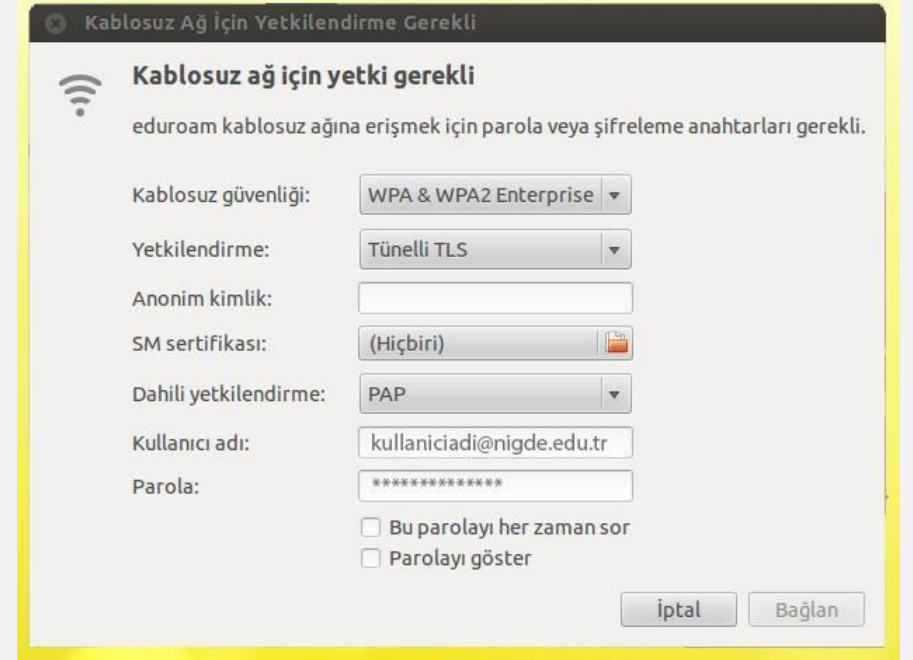 Kablosuz Ağ İçin Yetkilendirme Gerekli
Kablosuz ağ için yetki gerekli
eduroam kablosuz ağına erişmek için parola veya şifreleme anahtarları gerekli.
Kablosuz güvenliği: WPA & WPA2 Enterprise
Yetkilendirme: Tünelli TLS
Anonim kimlik:
SM sertifikası: (Hiçbiri)
Dahili yetkilendirme: PAP
Kullanıcı adı: kullaniciadi@nigde.edu.tr
Parola: **************
Bu parolayı her zaman sor
Parolayı göster
İptal Bağlan